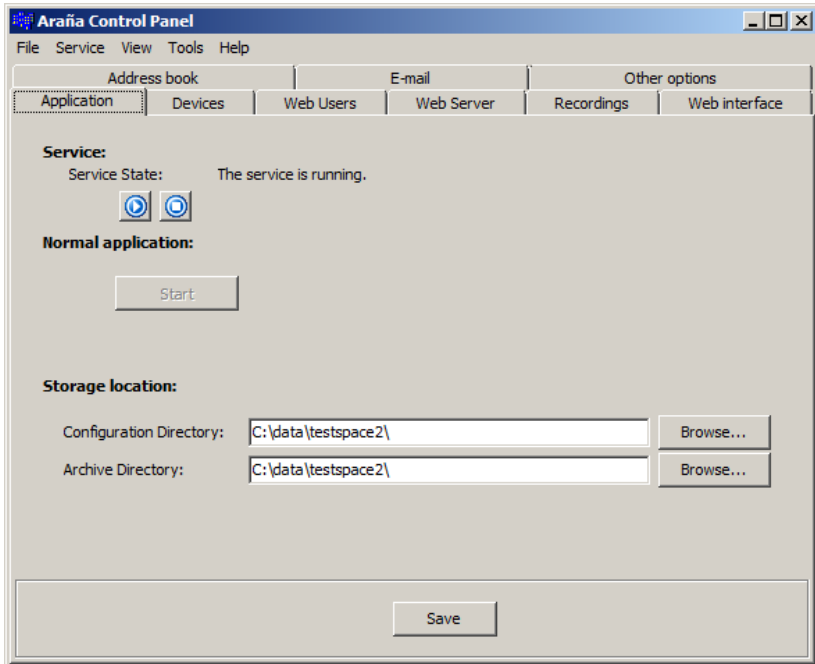 Araña Control Panel
File Service View Tools Help
Address book E-mail Other options
Application Devices Web Users Web Server Recordings Web interface
Service:
Service State: The service is running.
Normal application:
Start
Storage location:
Configuration Directory: C:\data\testspace2\ Browse...
Archive Directory: C:\data\testspace2\ Browse...
Save